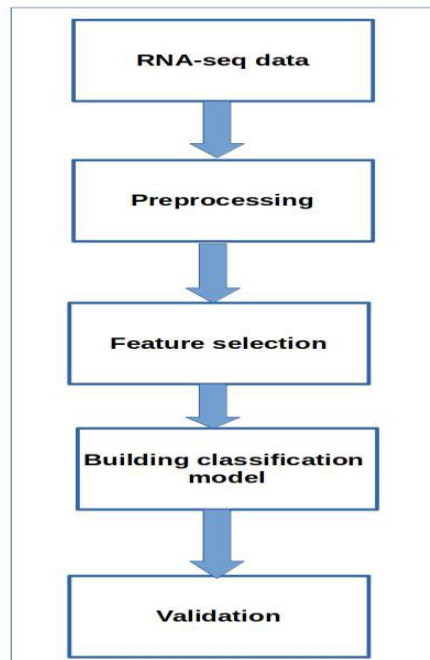 RNA-seq data
Preprocessing
Feature selection
Building classification
model
Validation